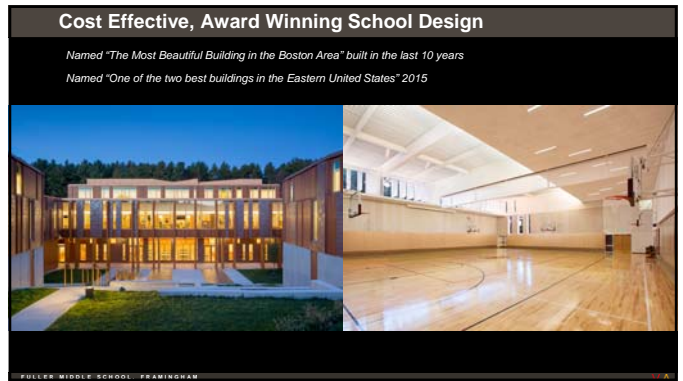 Cost Effective, Award Winning School Design
Named “The Most Beautiful Building in the Boston Area” built in the last 10 years
Named “One of the two best buildings in the Eastern United States” 2015
FULLER MIDDLE SCHOOL, FRAMINGHAM